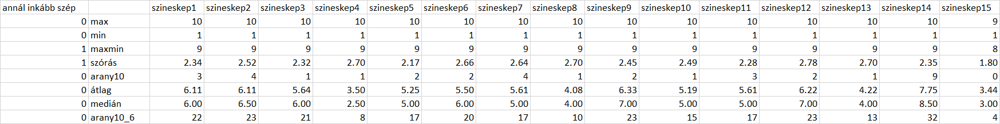 annál inkább szép szineskep1 szineskep2 szineskep3 szineskep4 szineskep5 szineskep6 szineskep7 szineskep8 szineskep9 szineskep10 szineskep11 szineskep12 szineskep13 szineskep14 szineskep15
0 max 10 10 10 10 10 10 10 10 10 10 10 10 10 10 9
0 min 1 1 1 1 1 1 1 1 1 1 1 1 1 1 1
1 maxmin 9 9 9 9 9 9 9 9 9 9 9 9 9 9 8
1 szórás 2.34 2.52 2.32 2.70 2.17 2.66 2.64 2.70 2.45 2.49 2.28 2.78 2.70 2.35 1.80
0 arany10 3 4 1 1 2 2 4 1 2 1 3 2 1 9 0
0 átlag 6.11 6.11 5.64 3.50 5.25 5.50 5.61 4.08 6.33 5.19 5.61 6.22 4.22 7.75 3.44
0 medián 6.00 6.50 6.00 2.50 5.00 6.00 5.00 4.00 7.00 5.00 5.00 7.00 4.00 8.50 3.00
0 arany10_6 22 23 21 8 17 20 17 10 23 15 17 23 13 32 4